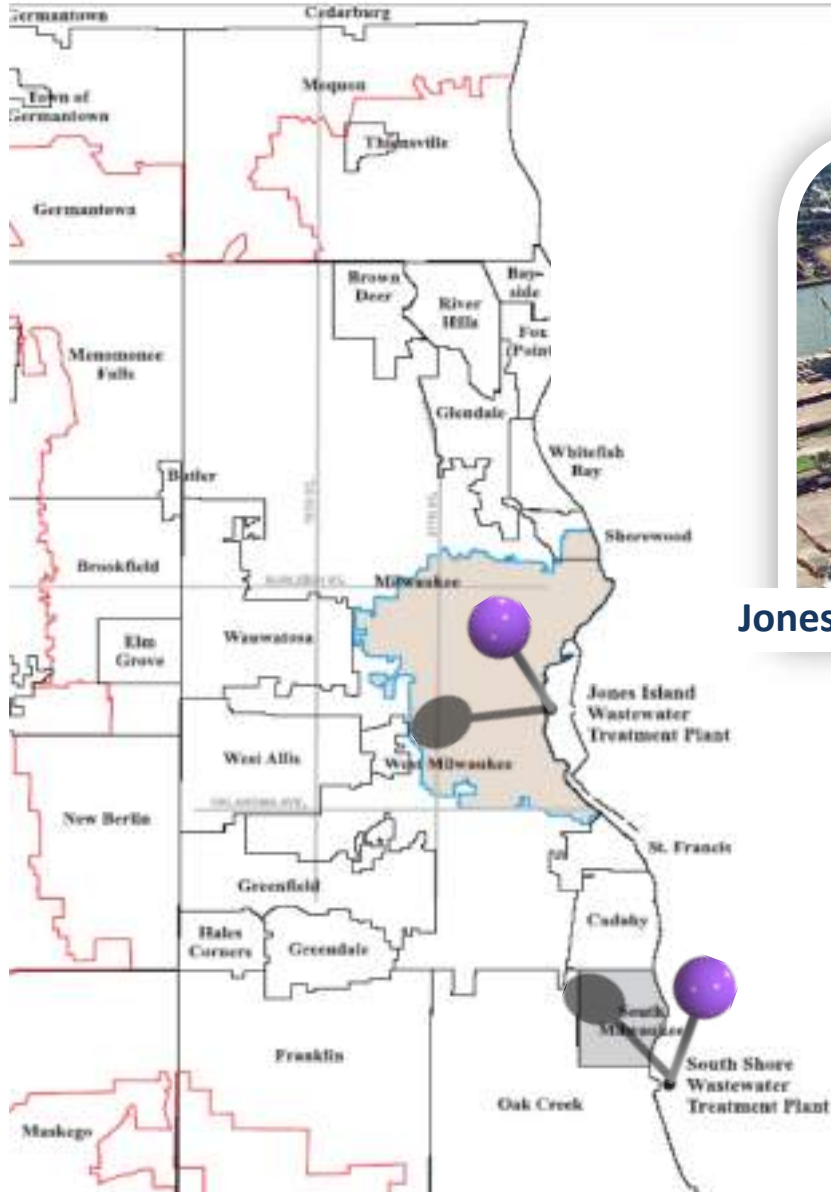 Germantown
Cedarburg
Mequon
Town of
Germantown
Thiensville
Germantown
Brown
Deer
River
Hills
Bay-
side
Fox
Point
Menomonee
Falls
Glendale
Whitefish
Bay
Butler
Shorewood
Brookfield
Milwaukee
Elm
Grove
Wauwatosa
Jones
Jones Island
Wastewater
Treatment Plant
West Allis
West Milwaukee
OKLAHOMA AVE.
New Berlin
St. Francis
Greenfield
Cudahy
Hales
Corners
Greendale
South
Milwaukee
Franklin
South Shore
Wastewater
Treatment Plant
Oak Creek
Muskego